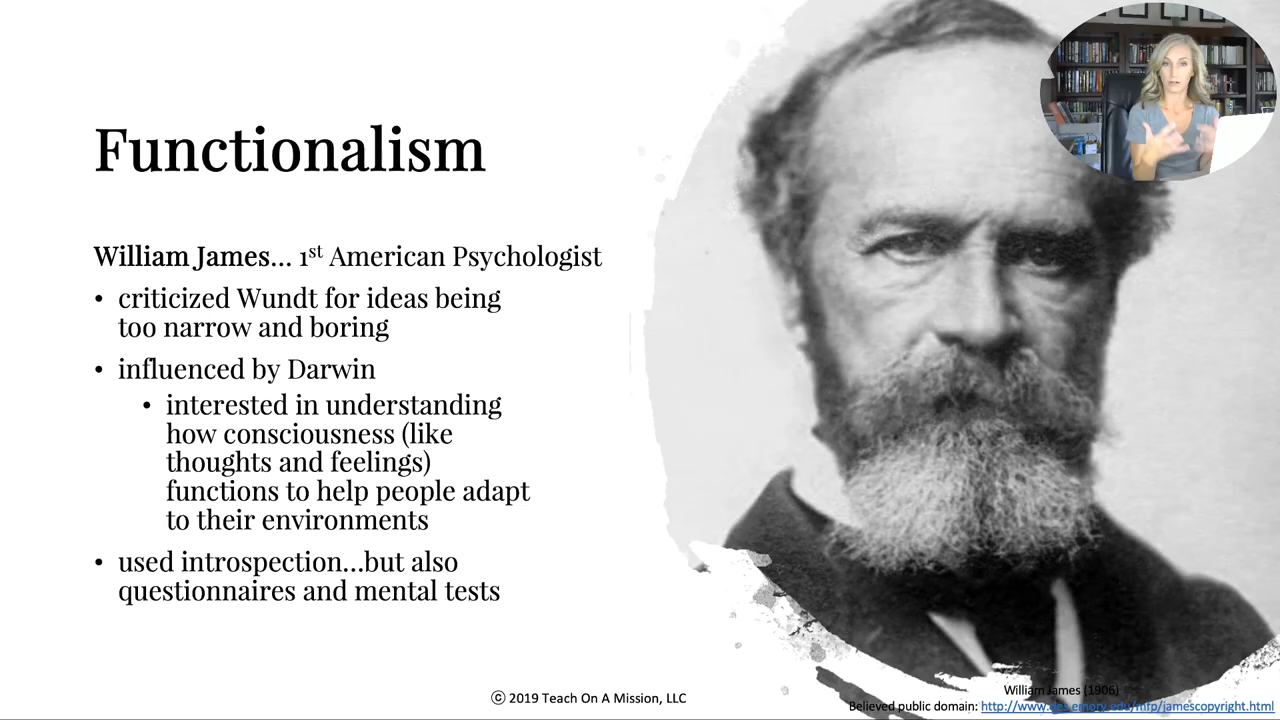 Functionalism
William James... 1st American Psychologist
• criticized Wundt for ideas being
too narrow and boring
• influenced by Darwin
• interested in understanding
how consciousness (like
thoughts and feelings)
functions to help people adapt
to their environments
• used introspection...but also
questionnaires and mental tests
ⓒ 2019 Teach On A Mission, LLC
William James (1906)
Believed public domain: http://www.des.emory.edu/mfp/jamescopyright.html